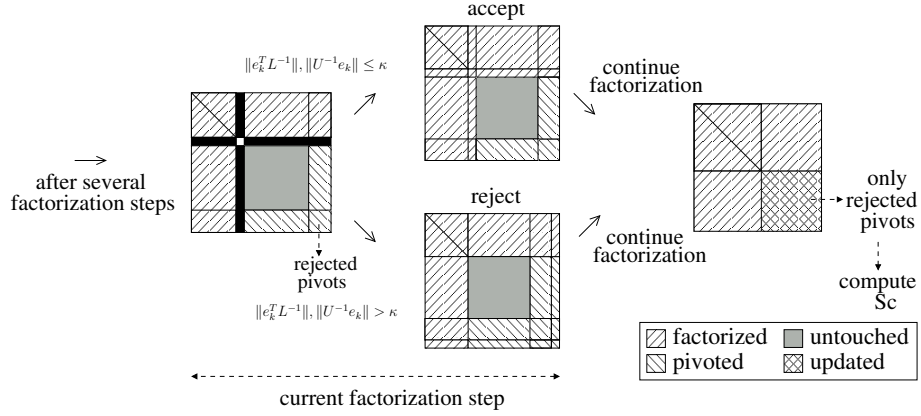 accept
‖e_k^T L^{-1}‖, ‖U^{-1}e_k‖ ≤ κ
continue
factorization
after several
factorization steps
rejected
pivots
reject
‖e_k^T L^{-1}‖, ‖U^{-1}e_k‖ > κ
continue
factorization
only
rejected
pivots
compute
Sc
factorized
untouched
pivoted
updated
current factorization step